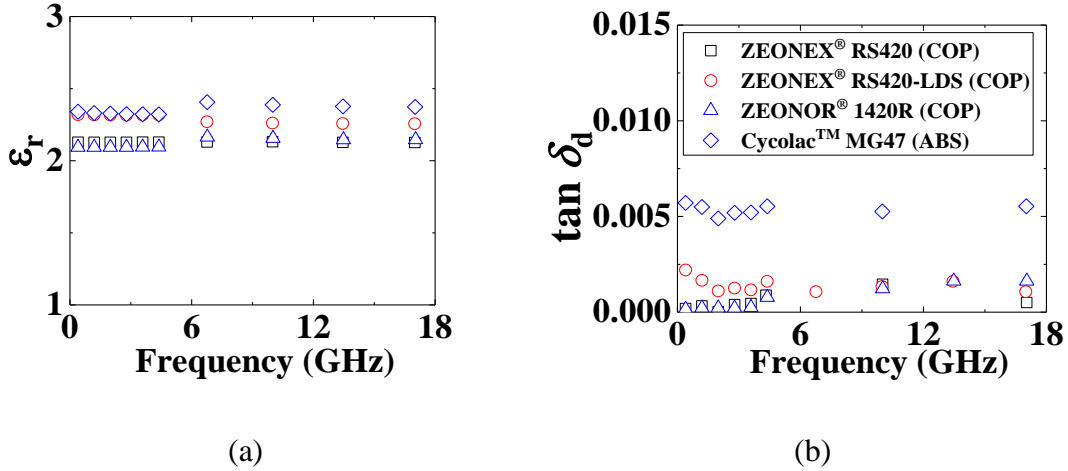 3
2
1
εr
0 6 12 18
Frequency (GHz)
(a)
0.015
0.010
0.005
0.000
tan δd
ZEONEX® RS420 (COP)
ZEONEX® RS420-LDS (COP)
ZEONOR® 1420R (COP)
Cycolac™ MG47 (ABS)
0 6 12 18
Frequency (GHz)
(b)